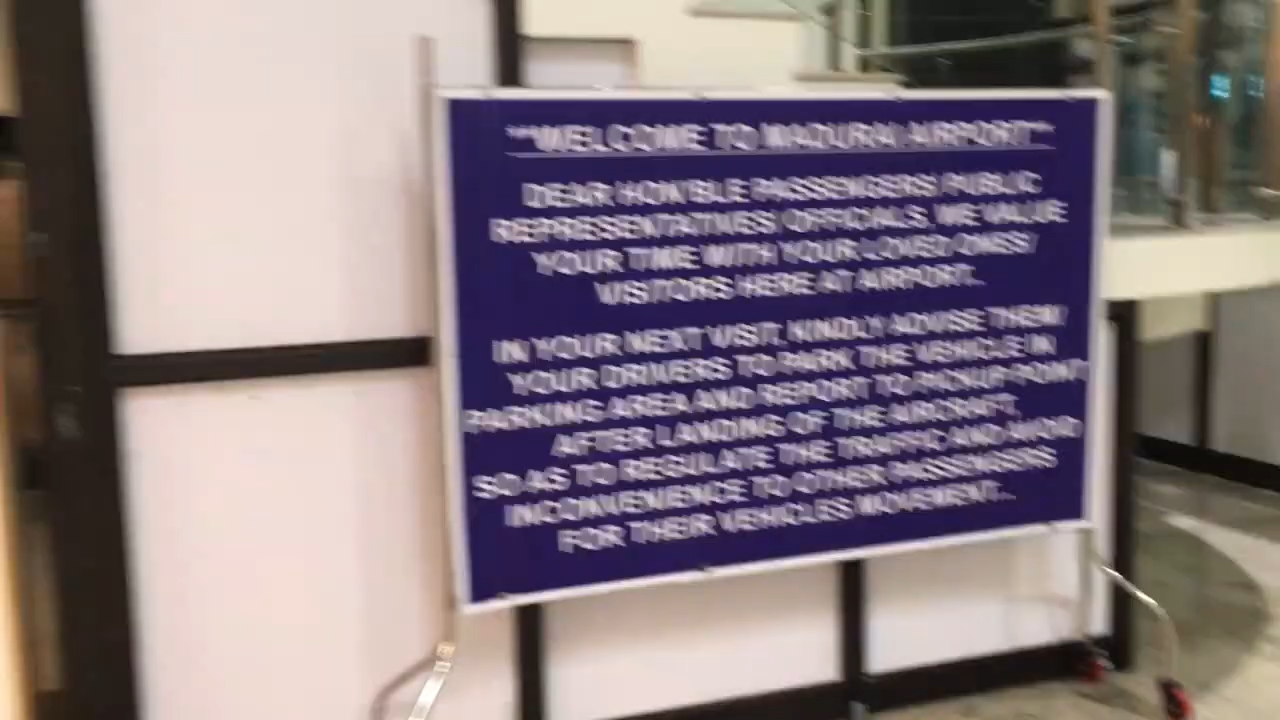 "WELCOME TO MADURAI AIRPORT"
DEAR HON'BLE PASSENGERS/PUBLIC
REPRESENTATIVES/OFFICIALS, WE VALUE
YOUR TIME WITH YOUR LOVED ONES/
VISITORS HERE AT AIRPORT..
IN YOUR NEXT VISIT, KINDLY ADVISE THEM/
YOUR DRIVERS TO PARK THE VEHICLE IN
PARKING AREA AND REPORT TO PICKUP POINT
AFTER LANDING OF THE AIRCRAFT,
SO AS TO REGULATE THE TRAFFIC AND AVOID
INCONVENIENCE TO OTHER PASSENGERS
FOR THEIR VEHICLES MOVEMENT...